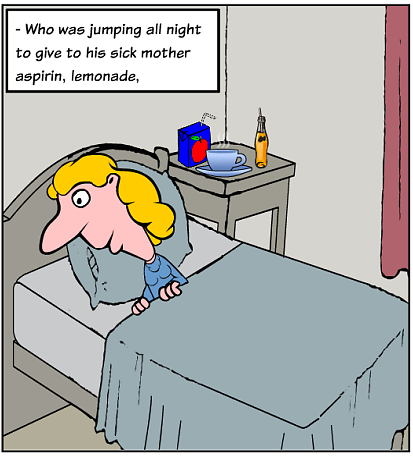 - Who was jumping all night
to give to his sick mother
aspirin, lemonade,